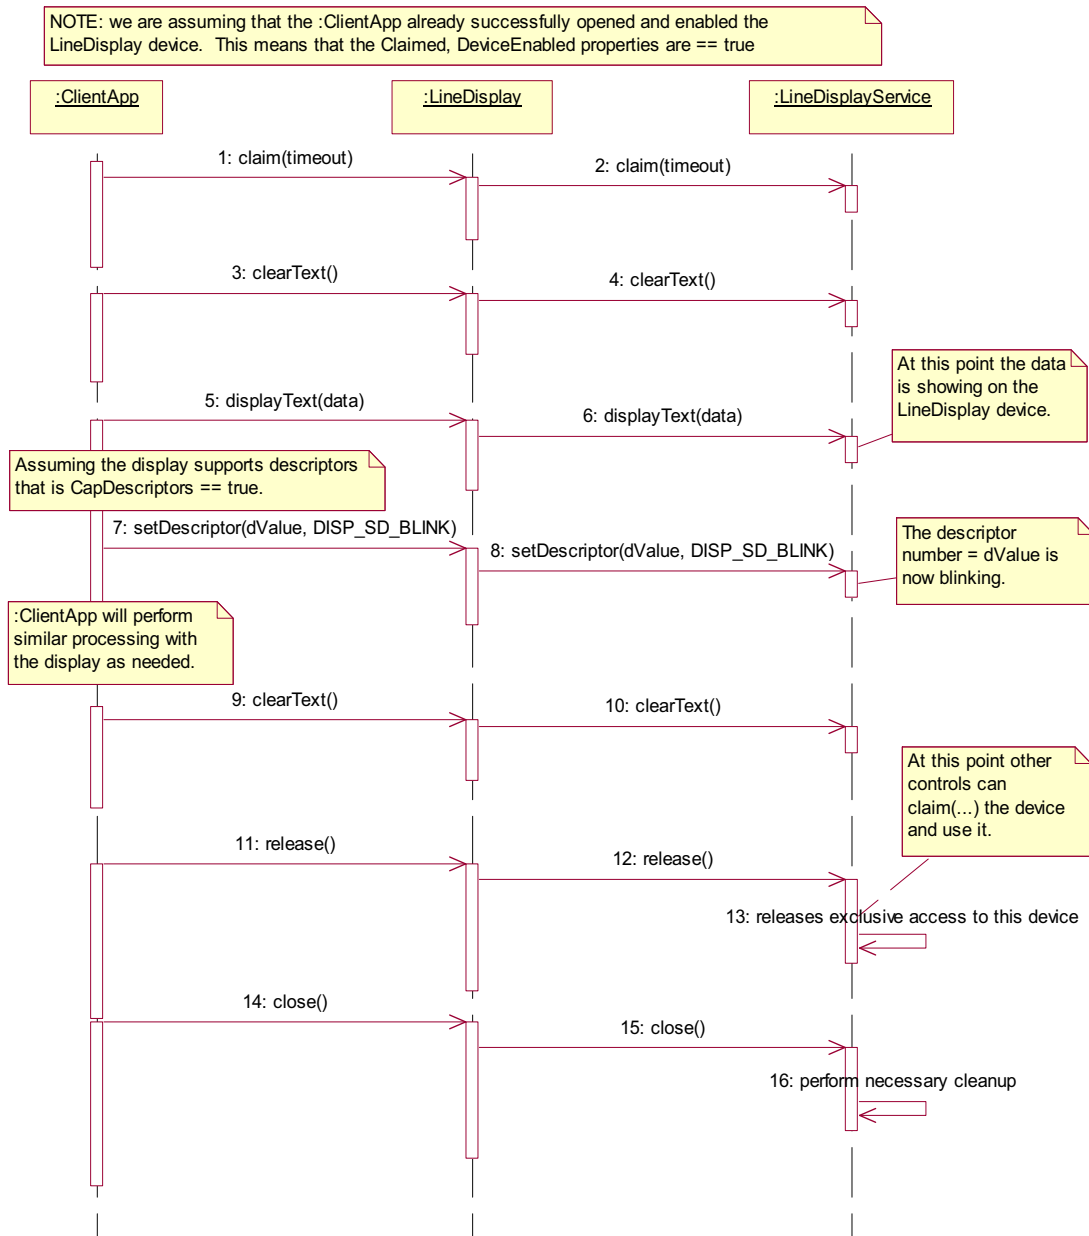 NOTE: we are assuming that the :ClientApp already successfully opened and enabled the
LineDisplay device.  This means that the Claimed, DeviceEnabled properties are == true
:ClientApp
:LineDisplay
:LineDisplayService
1: claim(timeout)
2: claim(timeout)
3: clearText()
4: clearText()
At this point the data
is showing on the
LineDisplay device.
5: displayText(data)
6: displayText(data)
Assuming the display supports descriptors
that is CapDescriptors == true.
7: setDescriptor(dValue, DISP_SD_BLINK)
8: setDescriptor(dValue, DISP_SD_BLINK)
The descriptor
number = dValue is
now blinking.
:ClientApp will perform
similar processing with
the display as needed.
9: clearText()
10: clearText()
At this point other
controls can
claim(...) the device
and use it.
11: release()
12: release()
13: releases exclusive access to this device
14: close()
15: close()
16: perform necessary cleanup